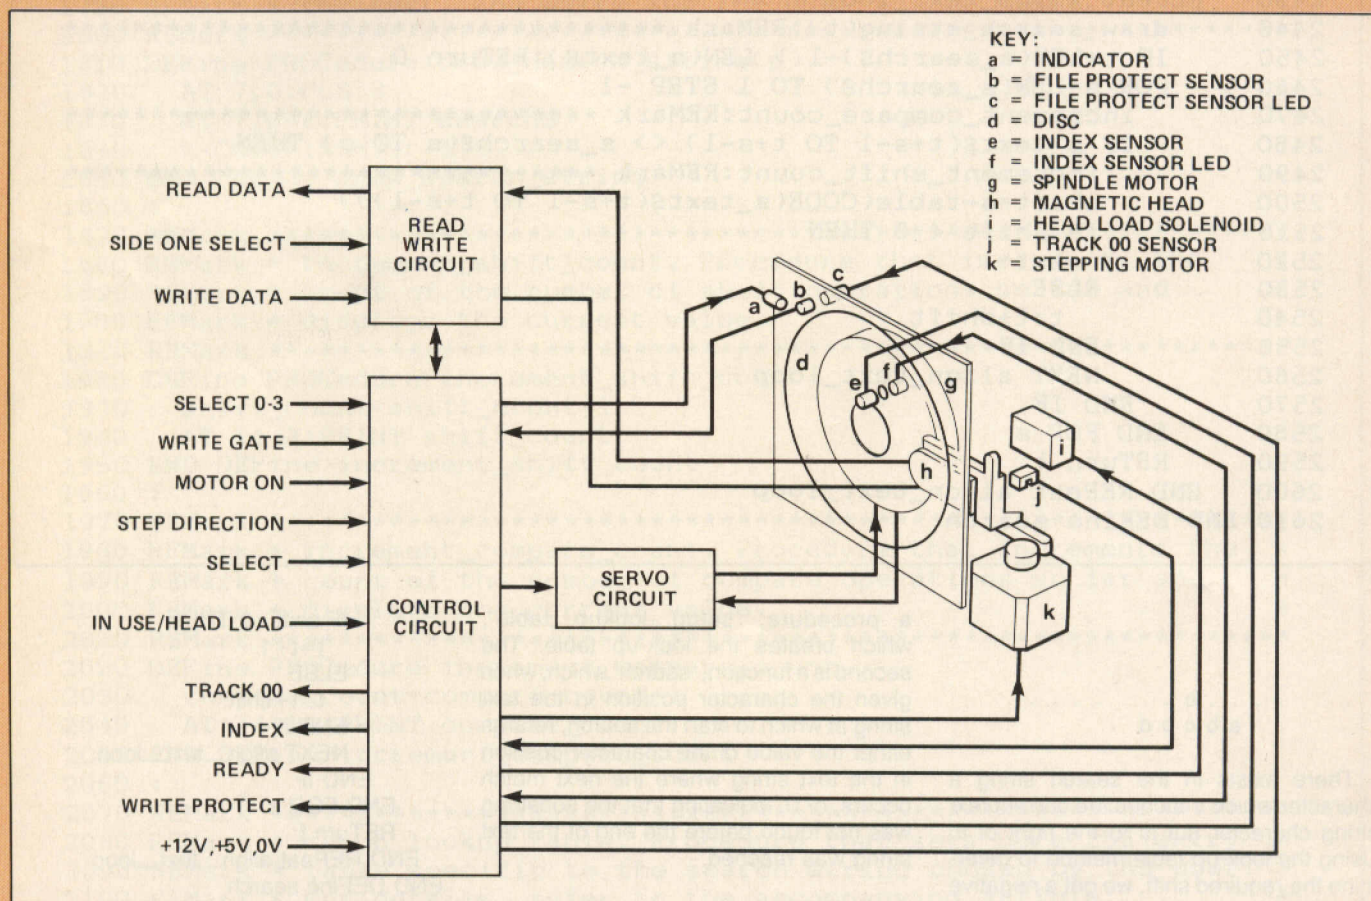 KEY:
a = INDICATOR
b = FILE PROTECT SENSOR
c = FILE PROTECT SENSOR LED
d = DISC
e = INDEX SENSOR
f = INDEX SENSOR LED
g = SPINDLE MOTOR
h = MAGNETIC HEAD
i = HEAD LOAD SOLENOID
j = TRACK 00 SENSOR
k = STEPPING MOTOR
READ DATA
SIDE ONE SELECT
WRITE DATA
READ
WRITE
CIRCUIT
SELECT 0-3
WRITE GATE
MOTOR ON
STEP DIRECTION
SELECT
IN USE/HEAD LOAD
TRACK 00
INDEX
READY
WRITE PROTECT
+12V,+5V,0V
CONTROL
CIRCUIT
SERVO
CIRCUIT
a
b
c
d
e
f
g
h
i
j
k